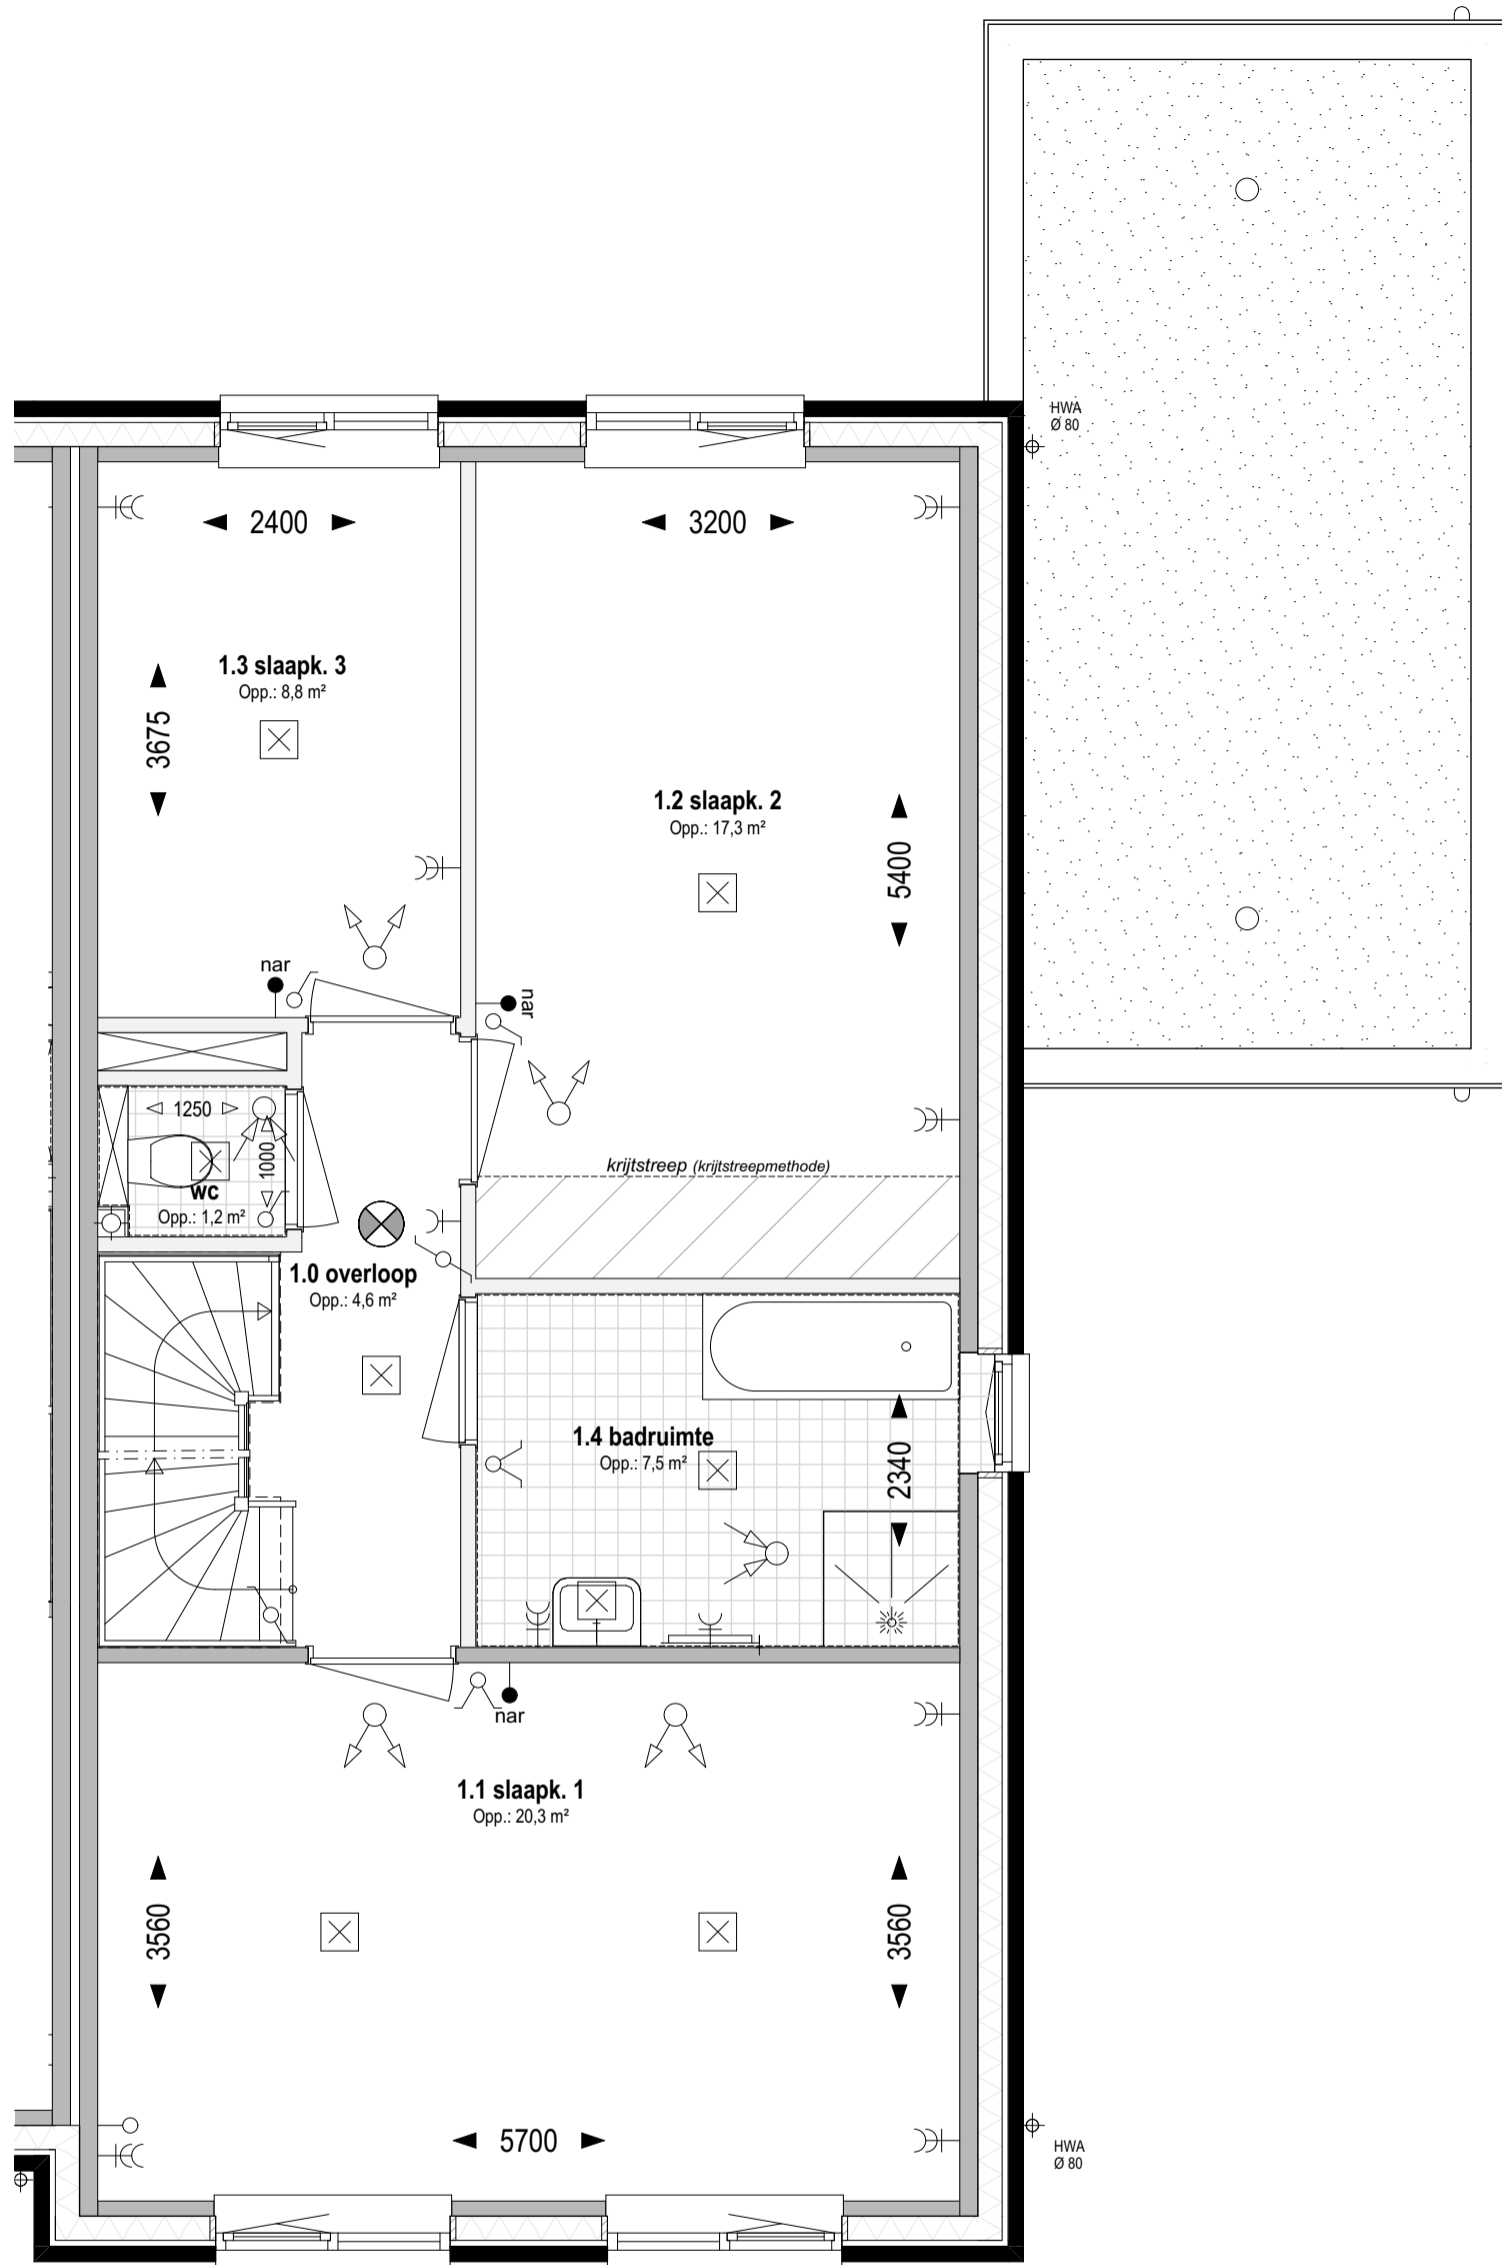 HWA
Ø 80
2400
3200
1.3 slaapk. 3
Opp.: 8,8 m²
3675
1.2 slaapk. 2
Opp.: 17,3 m²
5400
nar
nar
1250
1000
wc
Opp.: 1,2 m²
krijtstreep (krijtstreepmethode)
1.0 overloop
Opp.: 4,6 m²
1.4 badruimte
Opp.: 7,5 m²
2340
nar
1.1 slaapk. 1
Opp.: 20,3 m²
3560
3560
5700
HWA
Ø 80